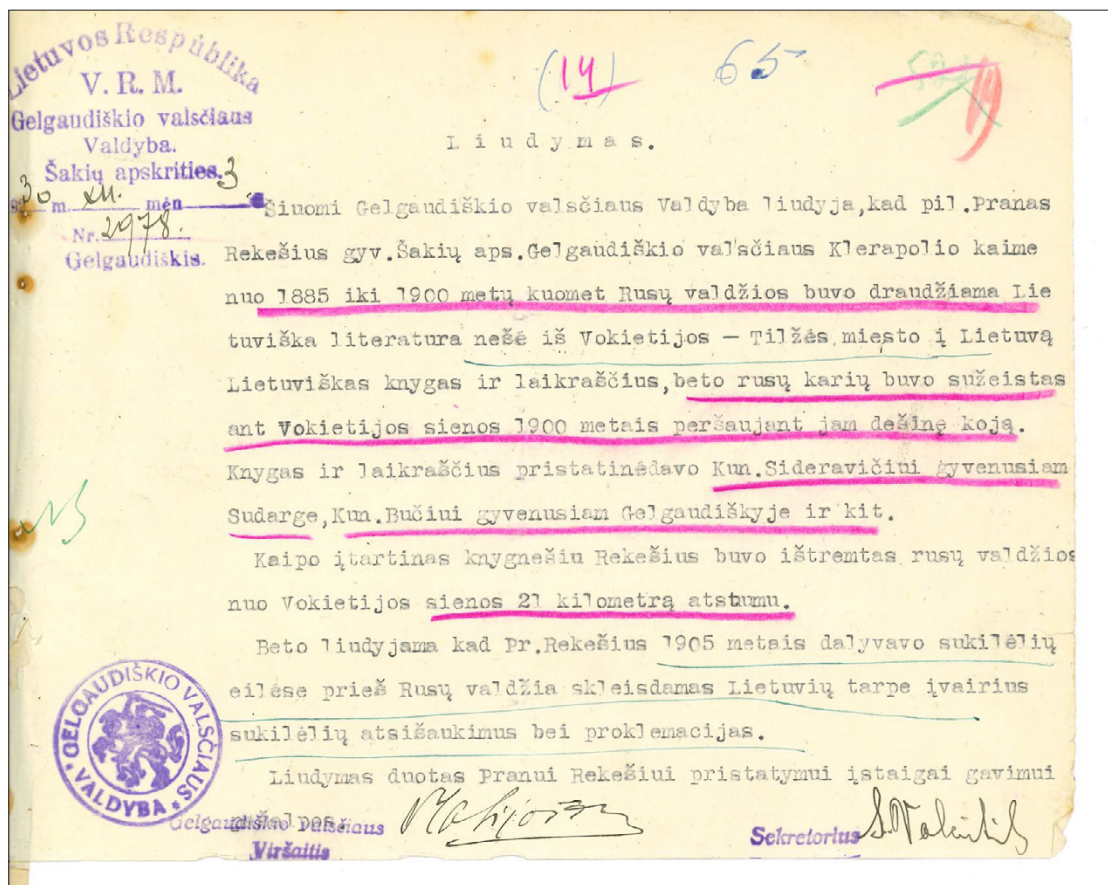 Lietuvos Respublika
V. R. M.
Gelgaudiškio valsčiaus
Valdyba.
Šakių apskrities.
30 m. XII. mėn 3
Nr. 2978.
Gelgaudiškis.
(14)
65
L i u d y m a s .
Šiuomi Gelgaudiškio valsčiaus Valdyba liudyja,kad pil.Pranas
Rekešius gyv.Šakių aps.Gelgaudiškio valsčiaus Klerapolio kaime
nuo 1885 iki 1900 metų kuomet Rusų valdžios buvo draudžiama Lie
tuviška literatura nešė iš Vokietijos — Tilžės miesto į Lietuvą
Lietuviškas knygas ir laikraščius,beto rusų karių buvo sužeistas
ant Vokietijos sienos 1900 metais peršaujant jam dešinę koją.
Knygas ir laikraščius pristatinėdavo Kun.Sideravičiui gyvenusiam
Sudarge,Kun.Bučiui gyvenusiam Gelgaudiškyje ir kit.
Kaipo įtartinas knygnešiu Rekešius buvo ištremtas rusų valdžios
nuo Vokietijos sienos 21 kilometrą atstumu.
Beto liudyjama kad Pr.Rekešius 1905 metais dalyvavo sukilėlių
eilėse prieš Rusų valdžia skleisdamas Lietuvių tarpe įvairius
sukilėlių atsišaukimus bei proklemacijas.
Liudymas duotas Pranui Rekešiui pristatymui įstaigai gavimui
pašalpos.
Gelgaudiškio valsčiaus
Viršaitis
Sekretorius
GELGAUDIŠKIO VALSČIAUS
VALDYBA